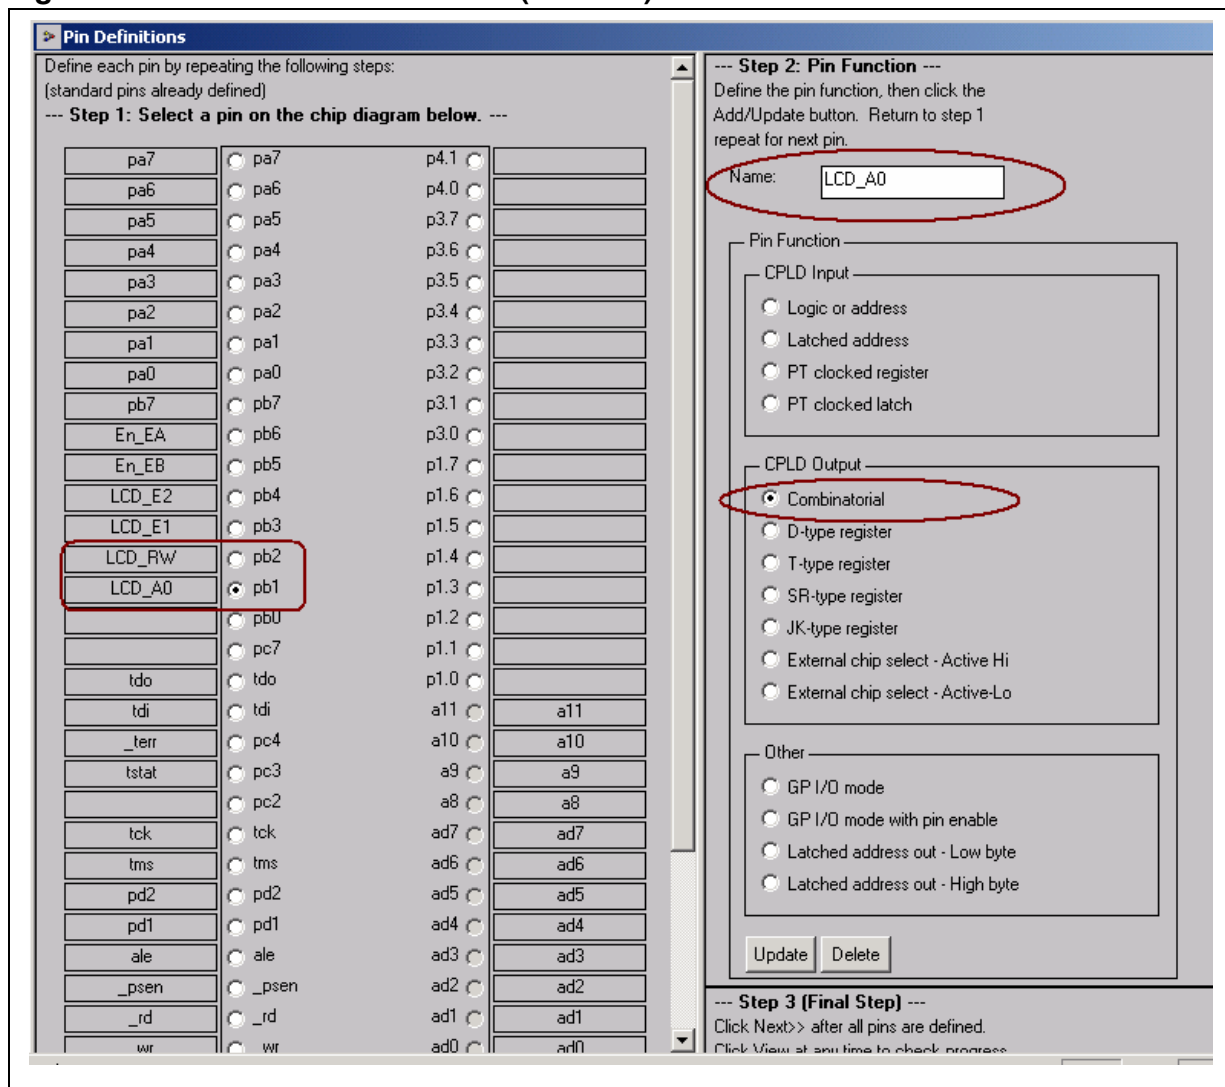 Pin Definitions
Define each pin by repeating the following steps:
(standard pins already defined)
--- Step 1: Select a pin on the chip diagram below. ---
pa7 pa7 p4.1
pa6 pa6 p4.0
pa5 pa5 p3.7
pa4 pa4 p3.6
pa3 pa3 p3.5
pa2 pa2 p3.4
pa1 pa1 p3.3
pa0 pa0 p3.2
pb7 pb7 p3.1
En_EA pb6 p3.0
En_EB pb5 p1.7
LCD_E2 pb4 p1.6
LCD_E1 pb3 p1.5
LCD_RW pb2 p1.4
LCD_A0 pb1 p1.3
pb0 p1.2
pc7 p1.1
tdo tdo p1.0
tdi tdi a11 a11
_terr pc4 a10 a10
tstat pc3 a9 a9
pc2 a8 a8
tck tck ad7 ad7
tms tms ad6 ad6
pd2 pd2 ad5 ad5
pd1 pd1 ad4 ad4
ale ale ad3 ad3
_psen _psen ad2 ad2
_rd _rd ad1 ad1
_wr _wr ad0 ad0
--- Step 2: Pin Function ---
Define the pin function, then click the
Add/Update button. Return to step 1
repeat for next pin.
Name: LCD_A0
Pin Function
CPLD Input
Logic or address
Latched address
PT clocked register
PT clocked latch
CPLD Output
Combinatorial
D-type register
T-type register
SR-type register
JK-type register
External chip select - Active Hi
External chip select - Active-Lo
Other
GP I/O mode
GP I/O mode with pin enable
Latched address out - Low byte
Latched address out - High byte
Update Delete
--- Step 3 (Final Step) ---
Click Next>> after all pins are defined.
Click View at any time to check progress